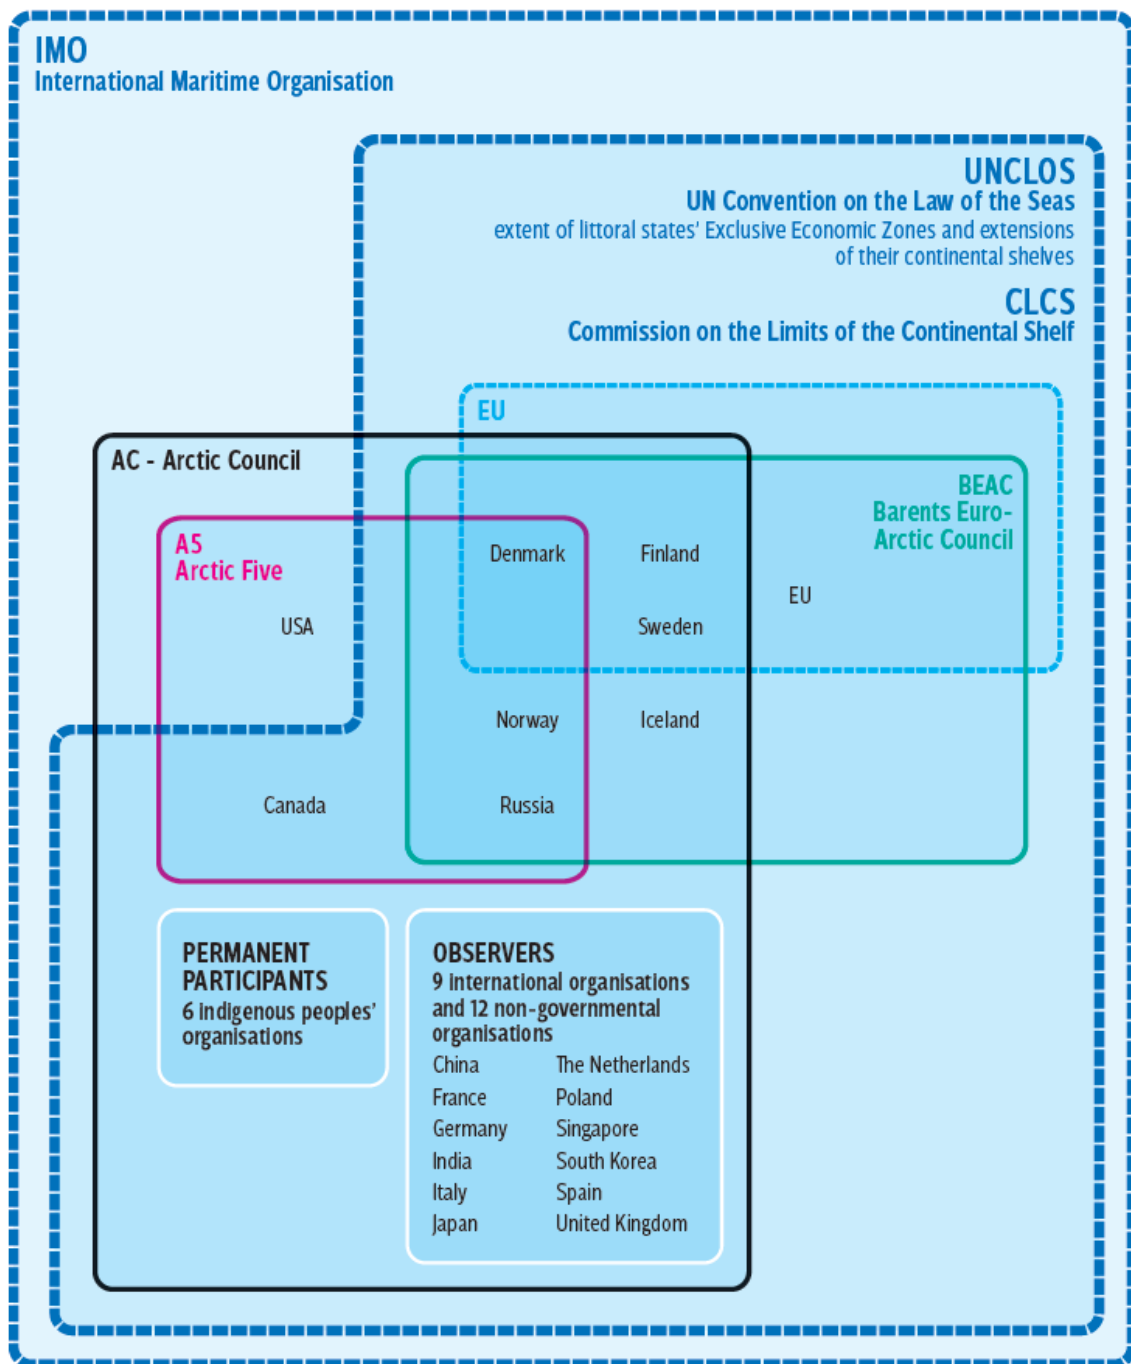 IMO
International Maritime Organisation
UNCLOS
UN Convention on the Law of the Seas
extent of littoral states' Exclusive Economic Zones and extensions
of their continental shelves
CLCS
Commission on the Limits of the Continental Shelf
EU
AC - Arctic Council
BEAC
Barents Euro-
Arctic Council
A5
Arctic Five
Denmark
Finland
EU
USA
Sweden
Norway
Iceland
Canada
Russia
PERMANENT
PARTICIPANTS
6 indigenous peoples'
organisations
OBSERVERS
9 international organisations
and 12 non-governmental
organisations
China
France
Germany
India
Italy
Japan
The Netherlands
Poland
Singapore
South Korea
Spain
United Kingdom